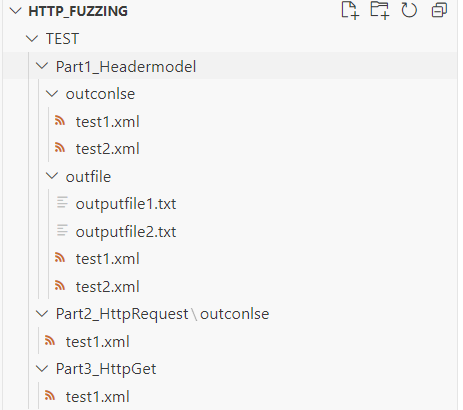 HTTP_FUZZING
TEST
Part1_Headermodel
outconlse
test1.xml
test2.xml
outfile
outputfile1.txt
outputfile2.txt
test1.xml
test2.xml
Part2_HttpRequest\outconlse
test1.xml
Part3_HttpGet
test1.xml